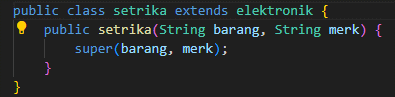 public class setrika extends elektronik {
    public setrika(String barang, String merk) {
        super(barang, merk);
    }
}